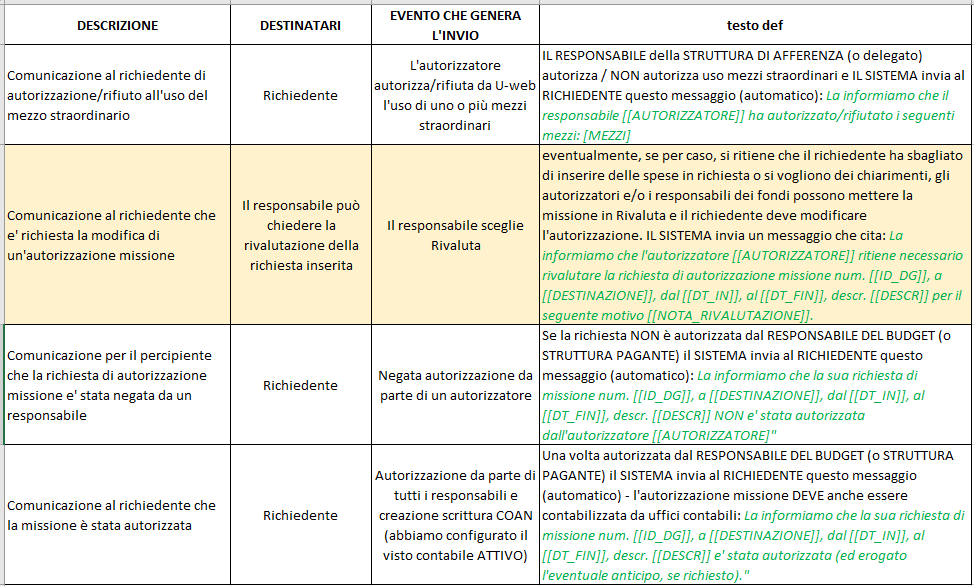 DESCRIZIONE
DESTINATARI
EVENTO CHE GENERA
L'INVIO
testo def
Comunicazione al richiedente di
autorizzazione/rifiuto all'uso del
mezzo straordinario
Richiedente
L'autorizzatore
autorizza/rifiuta da U-web
l'uso di uno o più mezzi
straordinari
IL RESPONSABILE della STRUTTURA DI AFFERENZA (o delegato)
autorizza / NON autorizza uso mezzi straordinari e IL SISTEMA invia al
RICHIEDENTE questo messaggio (automatico): La informiamo che il
responsabile [[AUTORIZZATORE]] ha autorizzato/rifiutato i seguenti
mezzi: [MEZZI]
Comunicazione al richiedente che
e' richiesta la modifica di
un'autorizzazione missione
Il responsabile può
chiedere la
rivalutazione della
richiesta inserita
Il responsabile sceglie
Rivaluta
eventualmente, se per caso, si ritiene che il richiedente ha sbagliato
di inserire delle spese in richiesta o si vogliono dei chiarimenti, gli
autorizzatori e/o i responsabili dei fondi possono mettere la
missione in Rivaluta e il richiedente deve modificare
l'autorizzazione. IL SISTEMA invia un messaggio che cita: La
informiamo che l'autorizzatore [[AUTORIZZATORE]] ritiene necessario
rivalutare la richiesta di autorizzazione missione num. [[ID_DG]], a
[[DESTINAZIONE]], dal [[DT_IN]], al [[DT_FIN]], descr. [[DESCR]] per il
seguente motivo [[NOTA_RIVALUTAZIONE]].
Comunicazione per il percipiente
che la richiesta di autorizzazione
missione e' stata negata da un
responsabile
Richiedente
Negata autorizzazione da
parte di un autorizzatore
Se la richiesta NON è autorizzata dal RESPONSABILE DEL BUDGET (o
STRUTTURA PAGANTE) il SISTEMA invia al RICHIEDENTE questo
messaggio (automatico): La informiamo che la sua richiesta di
missione num. [[ID_DG]], a [[DESTINAZIONE]], dal [[DT_IN]], al
[[DT_FIN]], descr. [[DESCR]] NON e' stata autorizzata
dall'autorizzatore [[AUTORIZZATORE]"
Comunicazione al richiedente che
la missione è stata autorizzata
Richiedente
Autorizzazione da parte di
tutti i responsabili e
creazione scrittura COAN
(abbiamo configurato il
visto contabile ATTIVO)
Una volta autorizzata dal RESPONSABILE DEL BUDGET (o STRUTTURA
PAGANTE) il SISTEMA invia al RICHIEDENTE questo messaggio
(automatico) - l'autorizzazione missione DEVE anche essere
contabilizzata da uffici contabili: La informiamo che la sua richiesta di
missione num. [[ID_DG]], a [[DESTINAZIONE]], dal [[DT_IN]], al
[[DT_FIN]], descr. [[DESCR]] e' stata autorizzata (ed erogato
l'eventuale anticipo, se richiesto)."